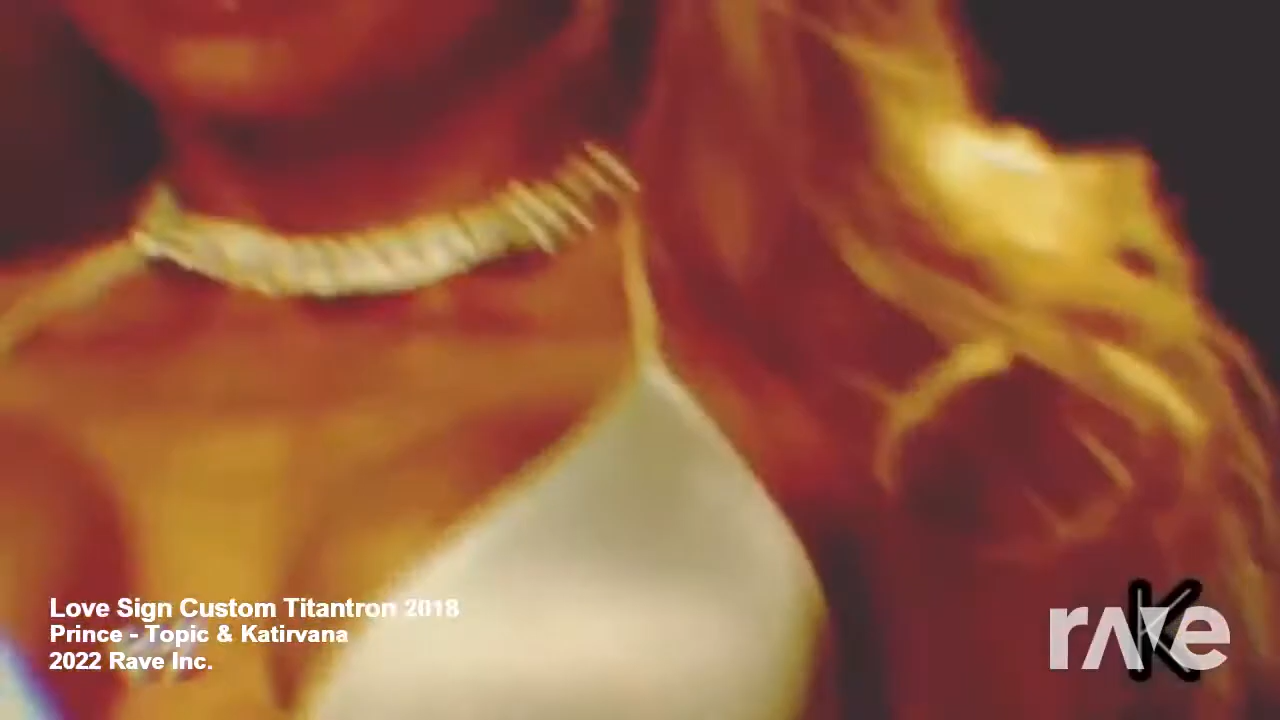 Love Sign Custom Titantron 2018
Prince - Topic & Katirvana
2022 Rave Inc.
rave
K